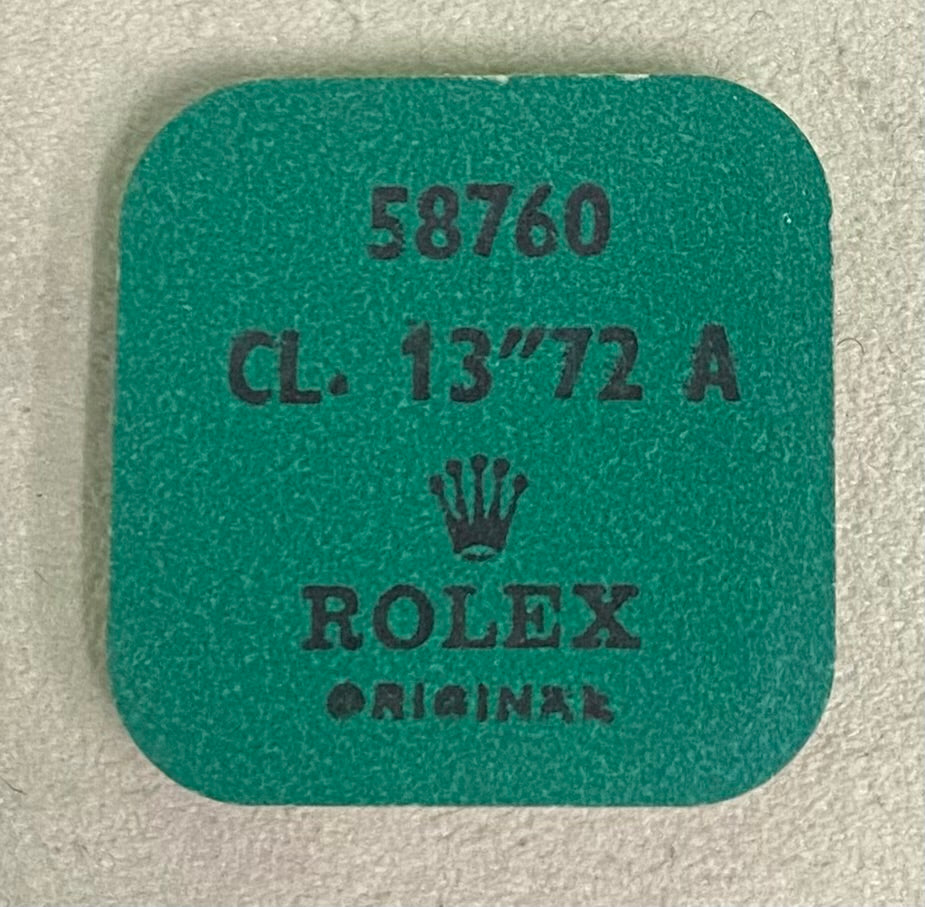 58760
CL. 13"72 A
ROLEX
ORIGINAL